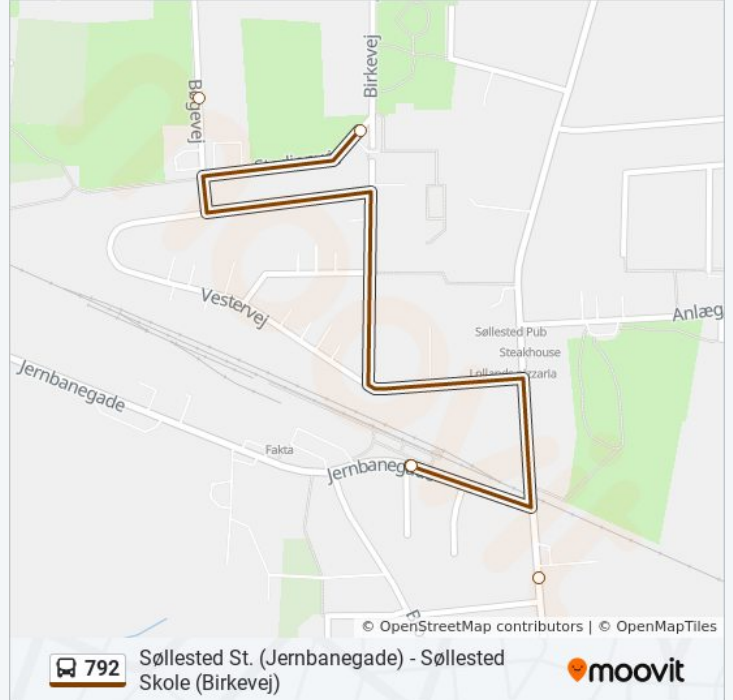 Birkevej
Bøgevej
Vestervej
Anlæg
Søllested Pub
Steakhouse
Jernbanegade
Fakta
Jernbanegade
© OpenStreetMap contributors | © OpenMapTiles
792
Søllested St. (Jernbanegade) - Søllested
Skole (Birkevej)
moovit